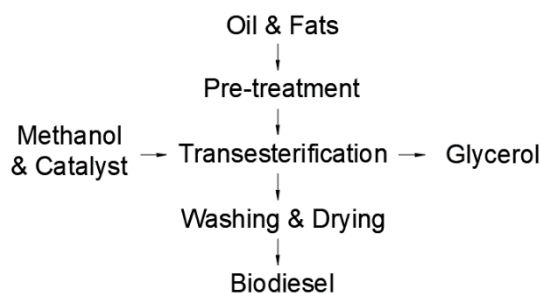 Oil & Fats
Pre-treatment
Methanol
& Catalyst
Transesterification
Glycerol
Washing & Drying
Biodiesel